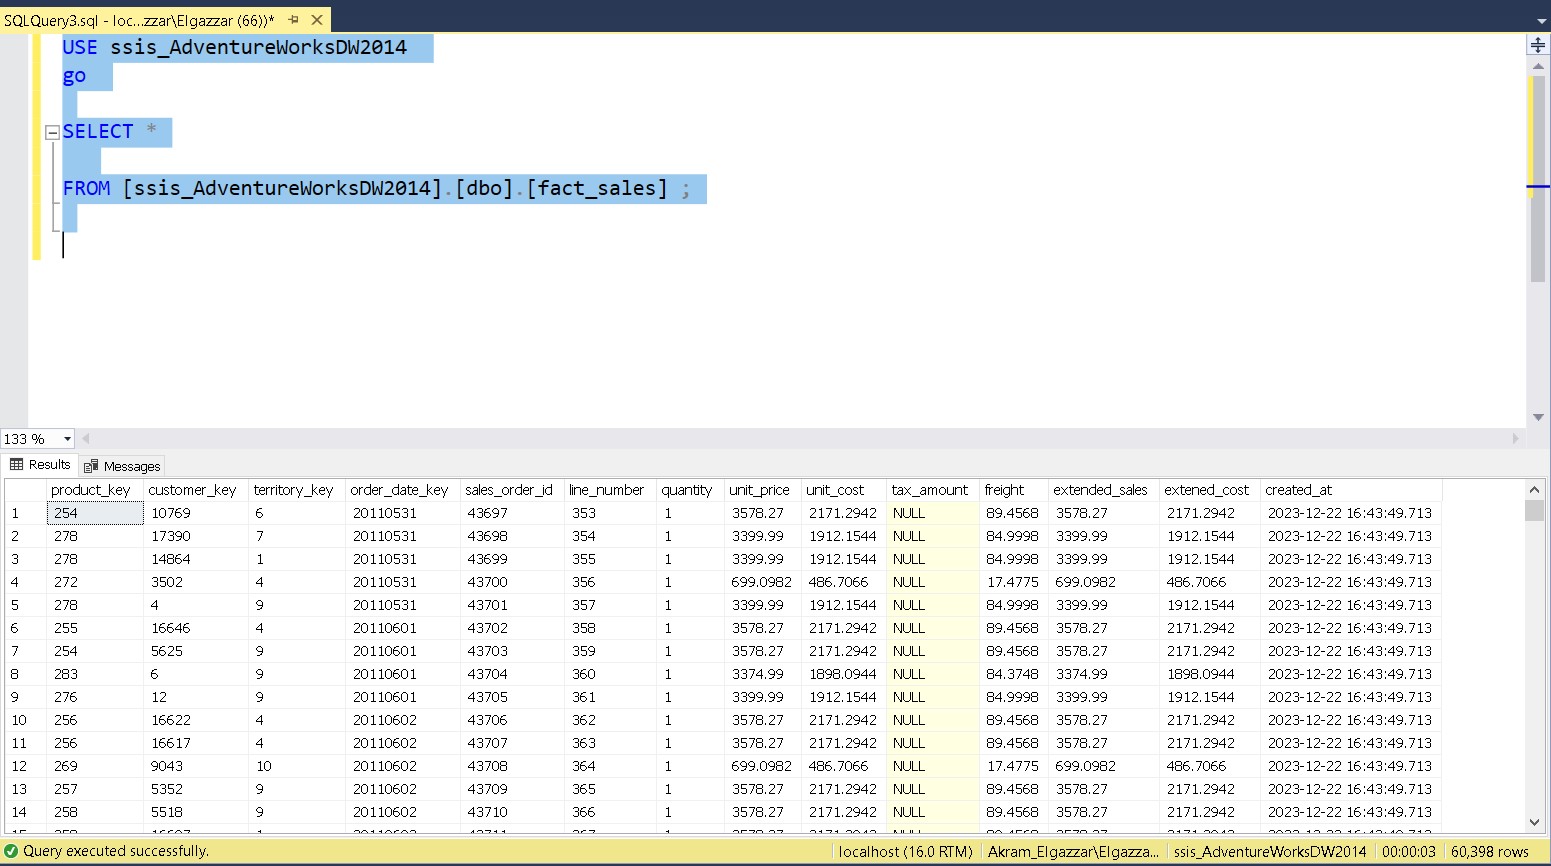 SQLQuery3.sql - loc...zzar\Elgazzar (66))*
USE ssis_AdventureWorksDW2014
go
SELECT *
FROM [ssis_AdventureWorksDW2014].[dbo].[fact_sales] ;
133 %
Results Messages
product_key customer_key territory_key order_date_key sales_order_id line_number quantity unit_price unit_cost tax_amount freight extended_sales extened_cost created_at
1 254 10769 6 20110531 43697 353 1 3578.27 2171.2942 NULL 89.4568 3578.27 2171.2942 2023-12-22 16:43:49.713
2 278 17390 7 20110531 43698 354 1 3399.99 1912.1544 NULL 84.9998 3399.99 1912.1544 2023-12-22 16:43:49.713
3 278 14864 1 20110531 43699 355 1 3399.99 1912.1544 NULL 84.9998 3399.99 1912.1544 2023-12-22 16:43:49.713
4 272 3502 4 20110531 43700 356 1 699.0982 486.7066 NULL 17.4775 699.0982 486.7066 2023-12-22 16:43:49.713
5 278 4 9 20110531 43701 357 1 3399.99 1912.1544 NULL 84.9998 3399.99 1912.1544 2023-12-22 16:43:49.713
6 255 16646 4 20110601 43702 358 1 3578.27 2171.2942 NULL 89.4568 3578.27 2171.2942 2023-12-22 16:43:49.713
7 254 5625 9 20110601 43703 359 1 3578.27 2171.2942 NULL 89.4568 3578.27 2171.2942 2023-12-22 16:43:49.713
8 283 6 9 20110601 43704 360 1 3374.99 1898.0944 NULL 84.3748 3374.99 1898.0944 2023-12-22 16:43:49.713
9 276 12 9 20110601 43705 361 1 3399.99 1912.1544 NULL 84.9998 3399.99 1912.1544 2023-12-22 16:43:49.713
10 256 16622 4 20110602 43706 362 1 3578.27 2171.2942 NULL 89.4568 3578.27 2171.2942 2023-12-22 16:43:49.713
11 256 16617 4 20110602 43707 363 1 3578.27 2171.2942 NULL 89.4568 3578.27 2171.2942 2023-12-22 16:43:49.713
12 269 9043 10 20110602 43708 364 1 699.0982 486.7066 NULL 17.4775 699.0982 486.7066 2023-12-22 16:43:49.713
13 257 5352 9 20110602 43709 365 1 3578.27 2171.2942 NULL 89.4568 3578.27 2171.2942 2023-12-22 16:43:49.713
14 258 5518 9 20110602 43710 366 1 3578.27 2171.2942 NULL 89.4568 3578.27 2171.2942 2023-12-22 16:43:49.713
Query executed successfully. localhost (16.0 RTM) Akram_Elgazzar\Elgazza... ssis_AdventureWorksDW2014 00:00:03 60,398 rows